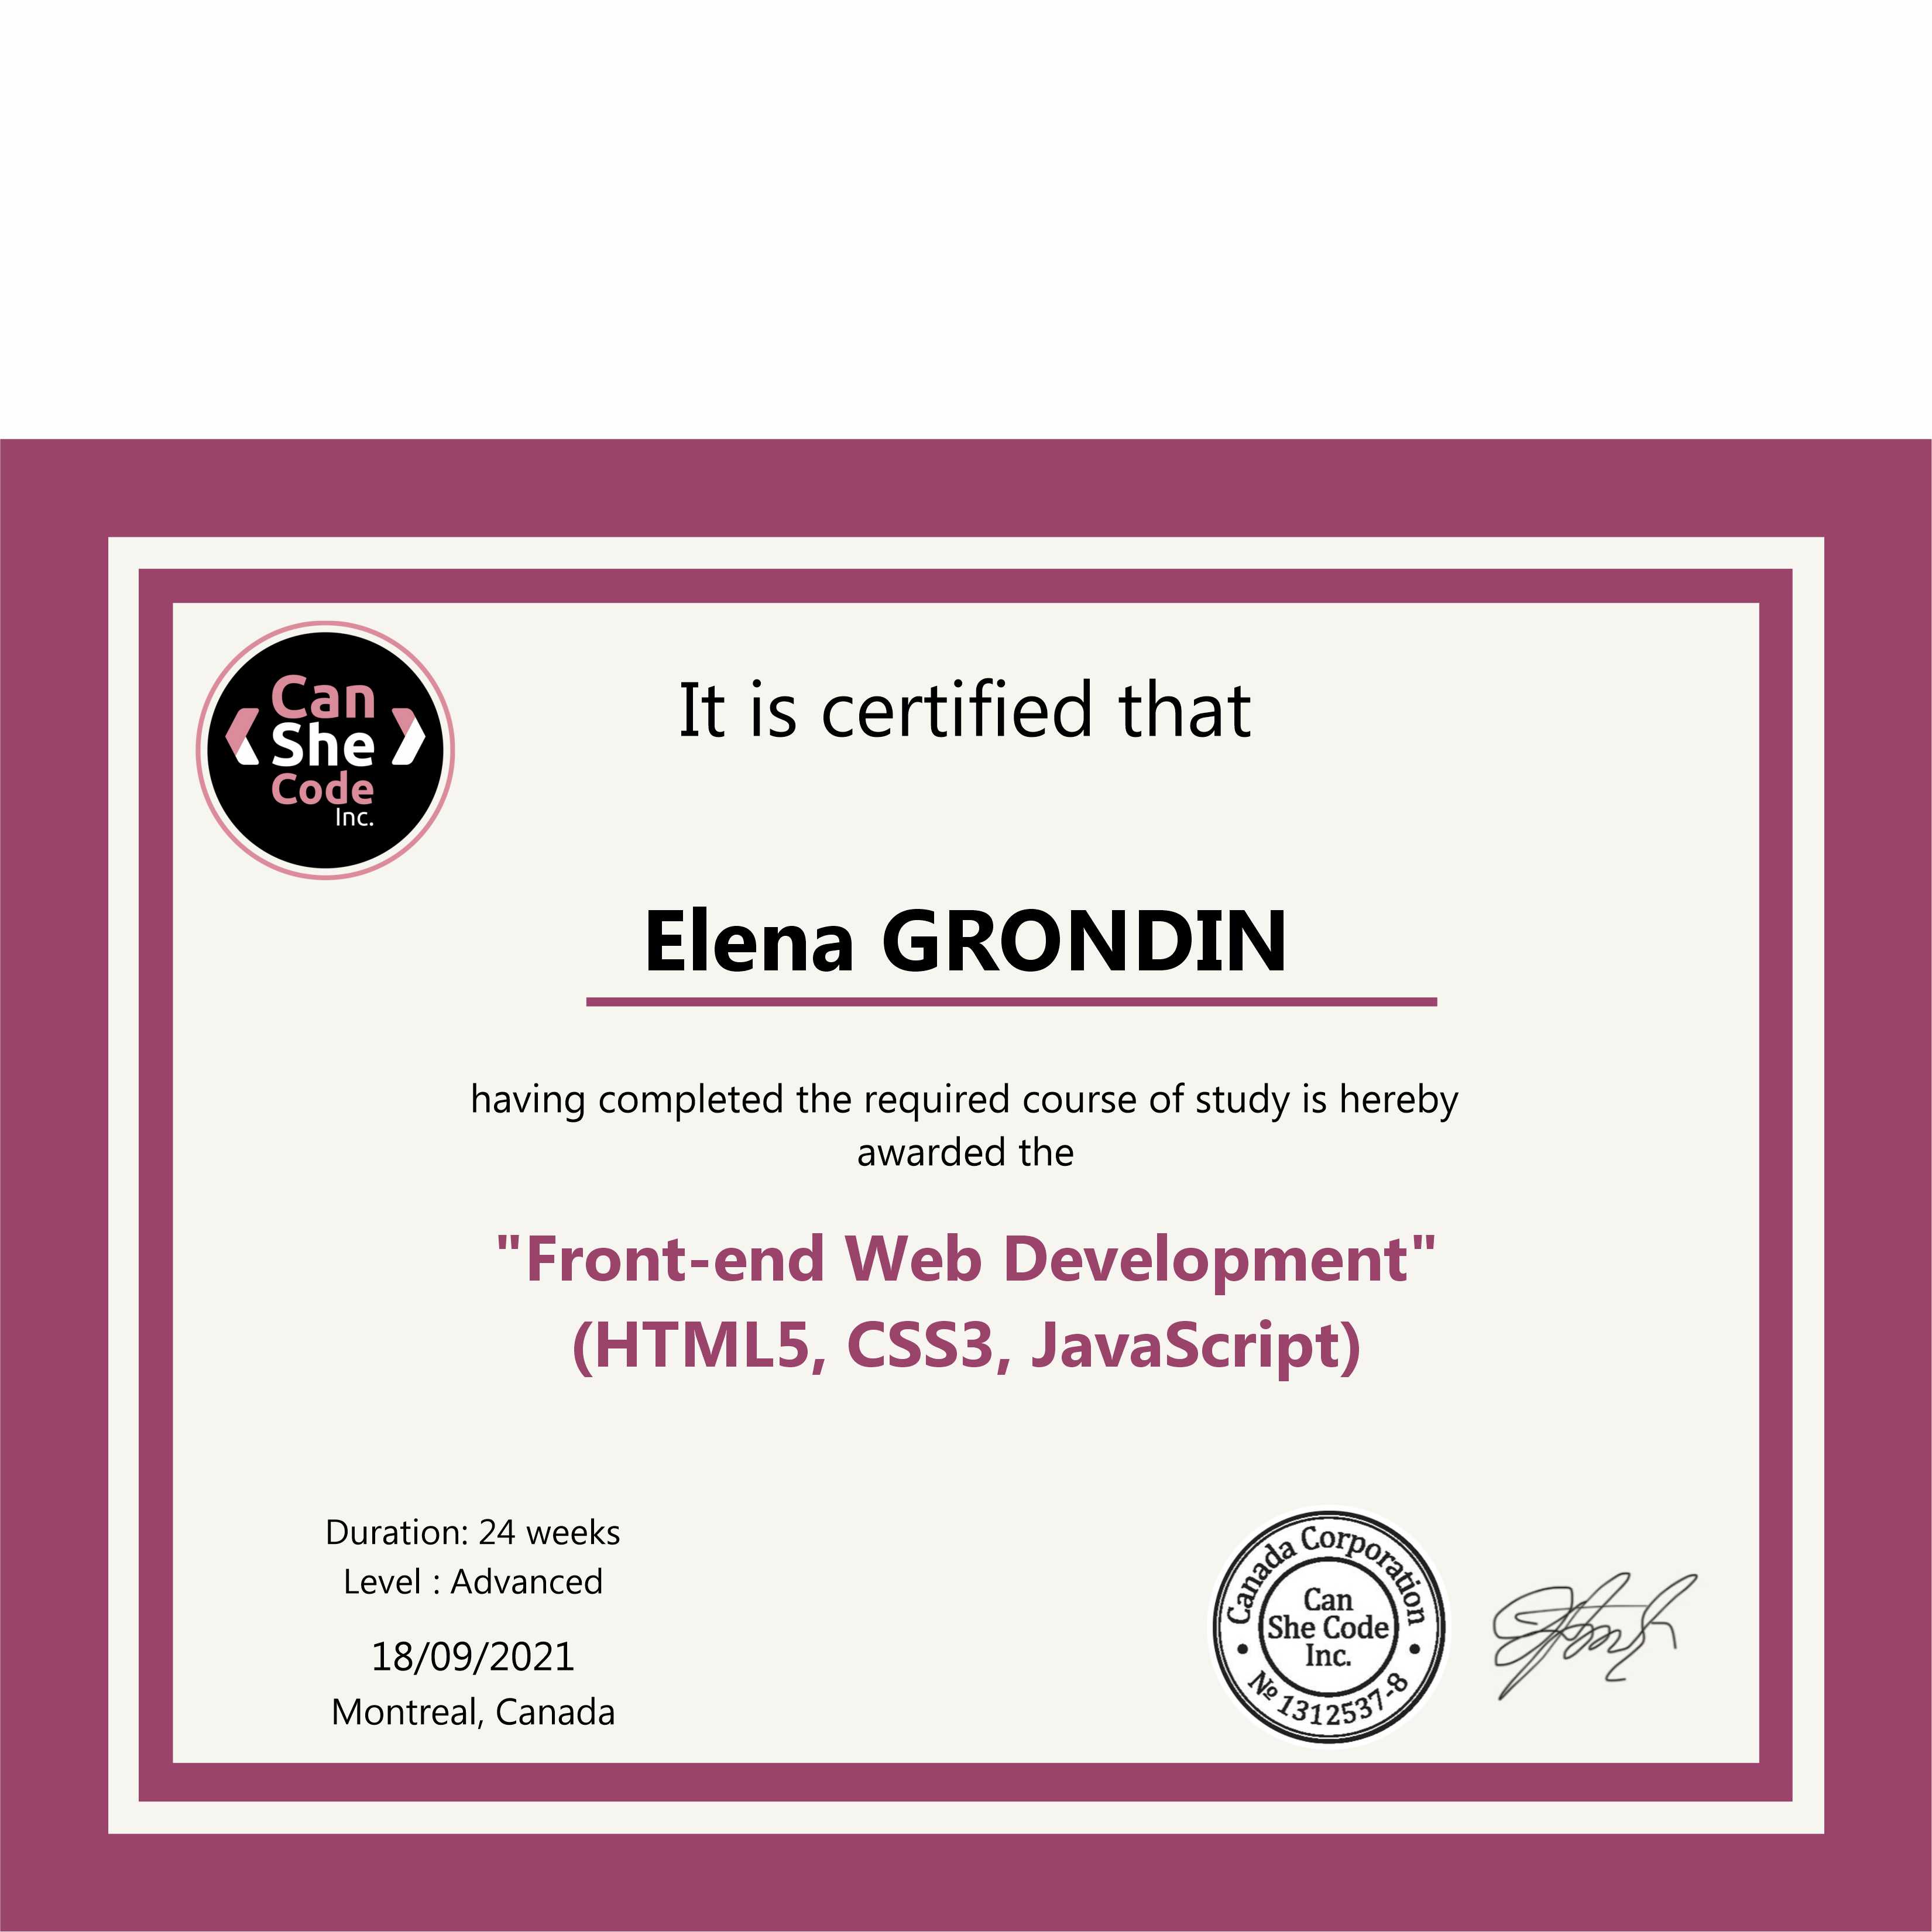 Can
She
Code
Inc.
It is certified that
Elena GRONDIN
having completed the required course of study is hereby
awarded the
"Front-end Web Development"
(HTML5, CSS3, JavaScript)
Duration: 24 weeks
Level : Advanced
18/09/2021
Montreal, Canada
Canada Corporation
Can
She Code
Inc.
№ 1312537-8